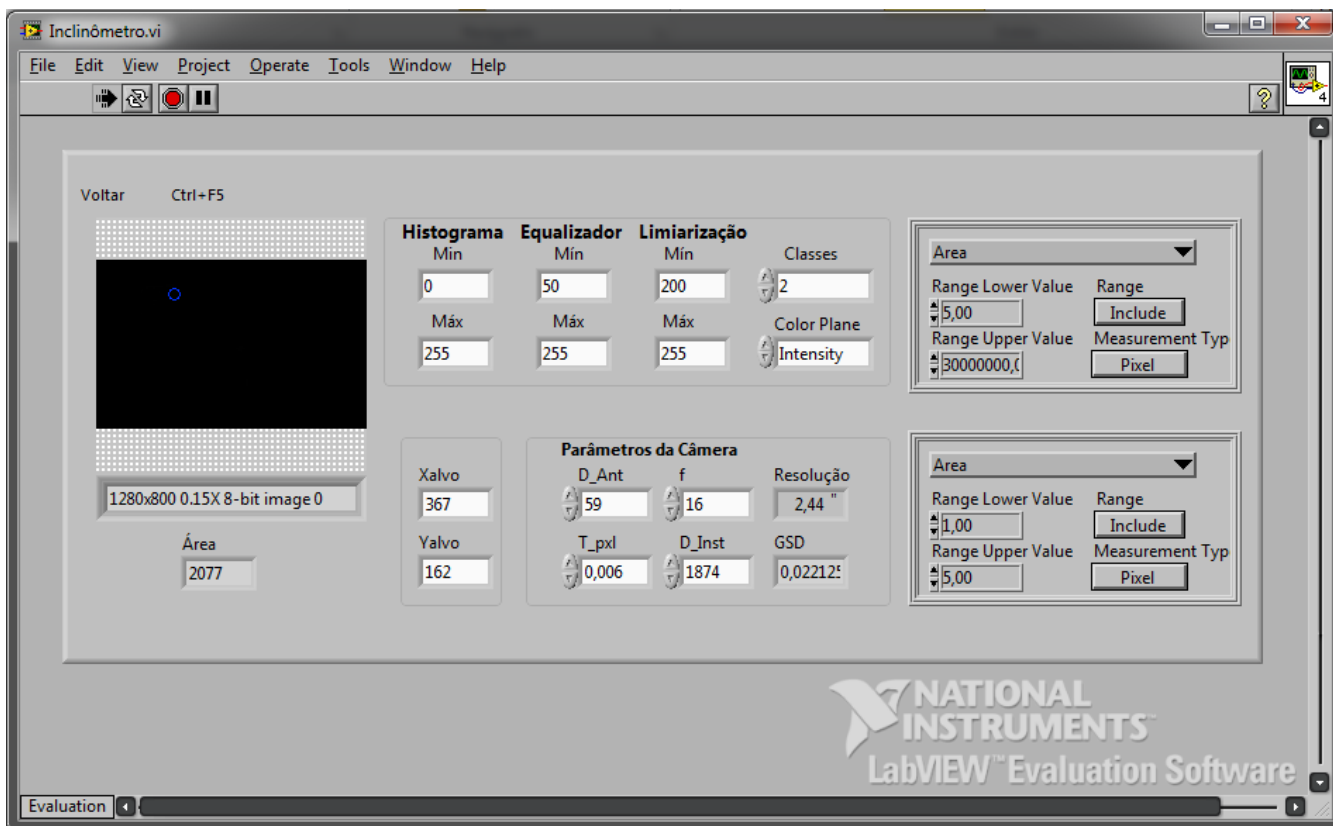 Inclinômetro.vi
File Edit View Project Operate Tools Window Help
4
Voltar Ctrl+F5
1280x800 0.15X 8-bit image 0
Área
2077
Histograma Equalizador Limiarização
Min Mín Mín Classes
0 50 200 2
Máx Máx Máx Color Plane
255 255 255 Intensity
Xalvo
367
Yalvo
162
Parâmetros da Câmera
D_Ant f Resolução
59 16 2,44 "
T_pxl D_Inst GSD
0,006 1874 0,022125
Area
Range Lower Value Range
5,00 Include
Range Upper Value Measurement Typ
30000000,0 Pixel
Area
Range Lower Value Range
1,00 Include
Range Upper Value Measurement Typ
5,00 Pixel
NATIONAL
INSTRUMENTS™
LabVIEW™ Evaluation Software
Evaluation